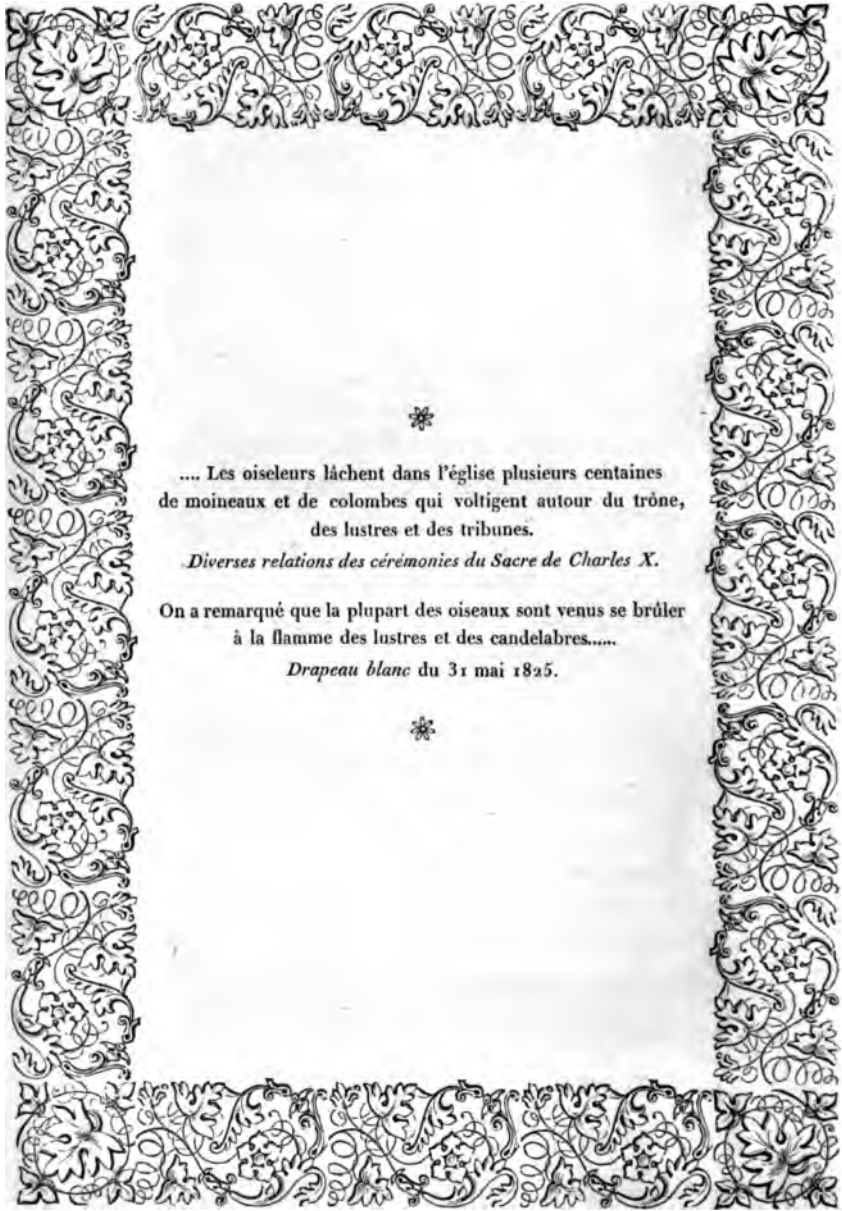 .... Les oiseleurs lâchent dans l'église plusieurs centaines
de moineaux et de colombes qui voltigent autour du trône,
des lustres et des tribunes.
Diverses relations des cérémonies du Sacre de Charles X.
On a remarqué que la plupart des oiseaux sont venus se brûler
à la flamme des lustres et des candelabres......
Drapeau blanc du 31 mai 1825.